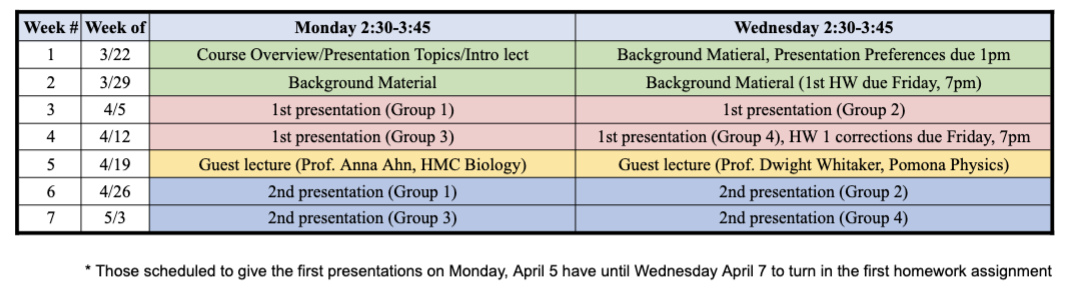 Week # Week of Monday 2:30-3:45 Wednesday 2:30-3:45
1 3/22 Course Overview/Presentation Topics/Intro lect Background Matieral, Presentation Preferences due 1pm
2 3/29 Background Material Background Matieral (1st HW due Friday, 7pm)
3 4/5 1st presentation (Group 1) 1st presentation (Group 2)
4 4/12 1st presentation (Group 3) 1st presentation (Group 4), HW 1 corrections due Friday, 7pm
5 4/19 Guest lecture (Prof. Anna Ahn, HMC Biology) Guest lecture (Prof. Dwight Whitaker, Pomona Physics)
6 4/26 2nd presentation (Group 1) 2nd presentation (Group 2)
7 5/3 2nd presentation (Group 3) 2nd presentation (Group 4)
* Those scheduled to give the first presentations on Monday, April 5 have until Wednesday April 7 to turn in the first homework assignment